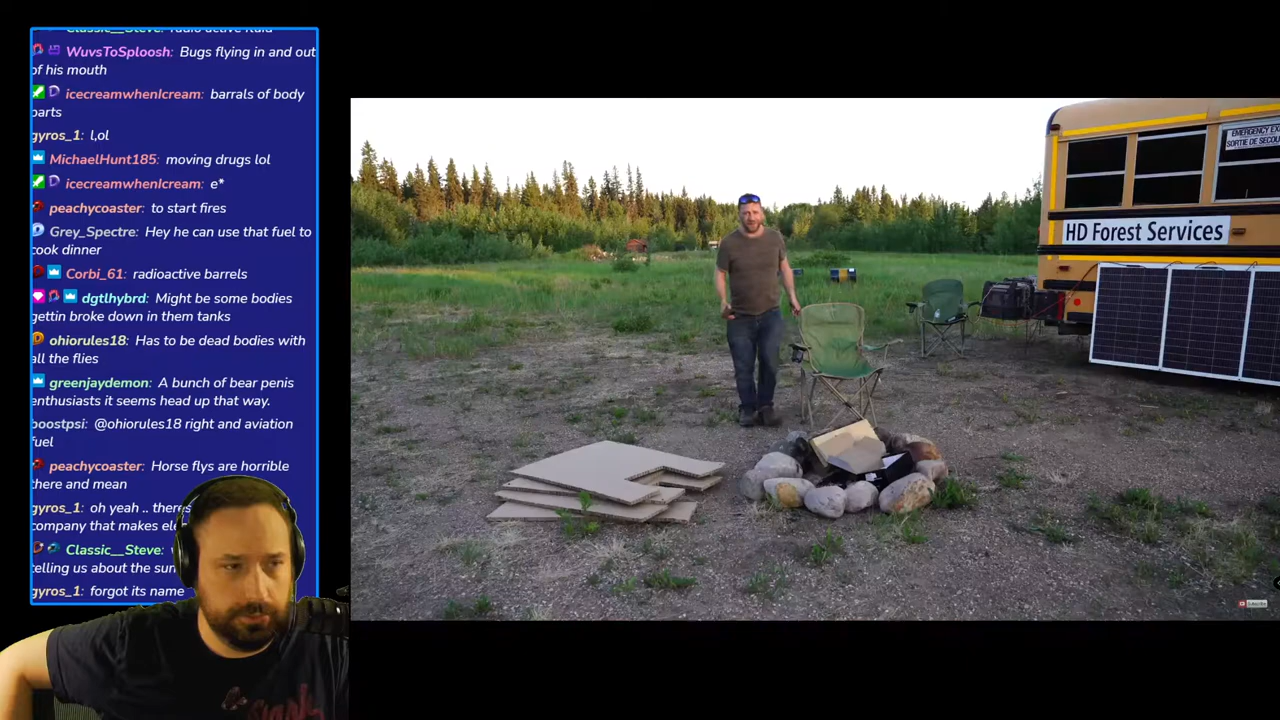 Classic__Steve: radio active fluid
WuvsToSploosh: Bugs flying in and out
of his mouth
icecreamwhenIcream: barrals of body
parts
gyros_1: l,ol
MichaelHunt185: moving drugs lol
icecreamwhenIcream: e*
peachycoaster: to start fires
Grey_Spectre: Hey he can use that fuel to
cook dinner
Corbi_61: radioactive barrels
dgtlhybrd: Might be some bodies
gettin broke down in them tanks
ohiorules18: Has to be dead bodies with
all the flies
greenjaydemon: A bunch of bear penis
enthusiasts it seems head up that way.
boostpsi: @ohiorules18 right and aviation
fuel
peachycoaster: Horse flys are horrible
there and mean
gyros_1: oh yeah .. theres
company that makes
Classic__Steve:
telling us about the
gyros_1: forgot its name
EMERGENCY
SORTIE DE
HD Forest Services